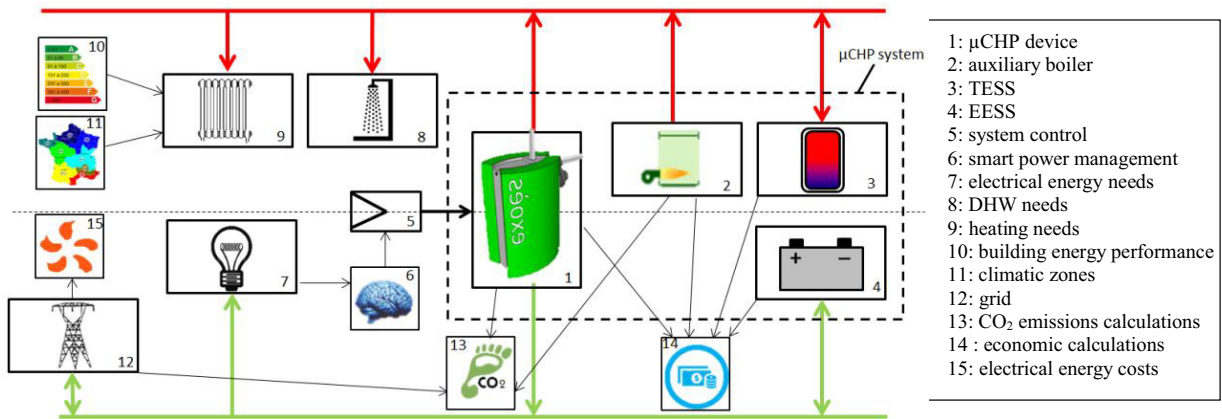 10
A
F
G
11
9
8
µCHP system
exoés
1
2
3
15
5
7
6
+ −
4
12
13
CO2
14
$
1: µCHP device
2: auxiliary boiler
3: TESS
4: EESS
5: system control
6: smart power management
7: electrical energy needs
8: DHW needs
9: heating needs
10: building energy performance
11: climatic zones
12: grid
13: CO₂ emissions calculations
14 : economic calculations
15: electrical energy costs